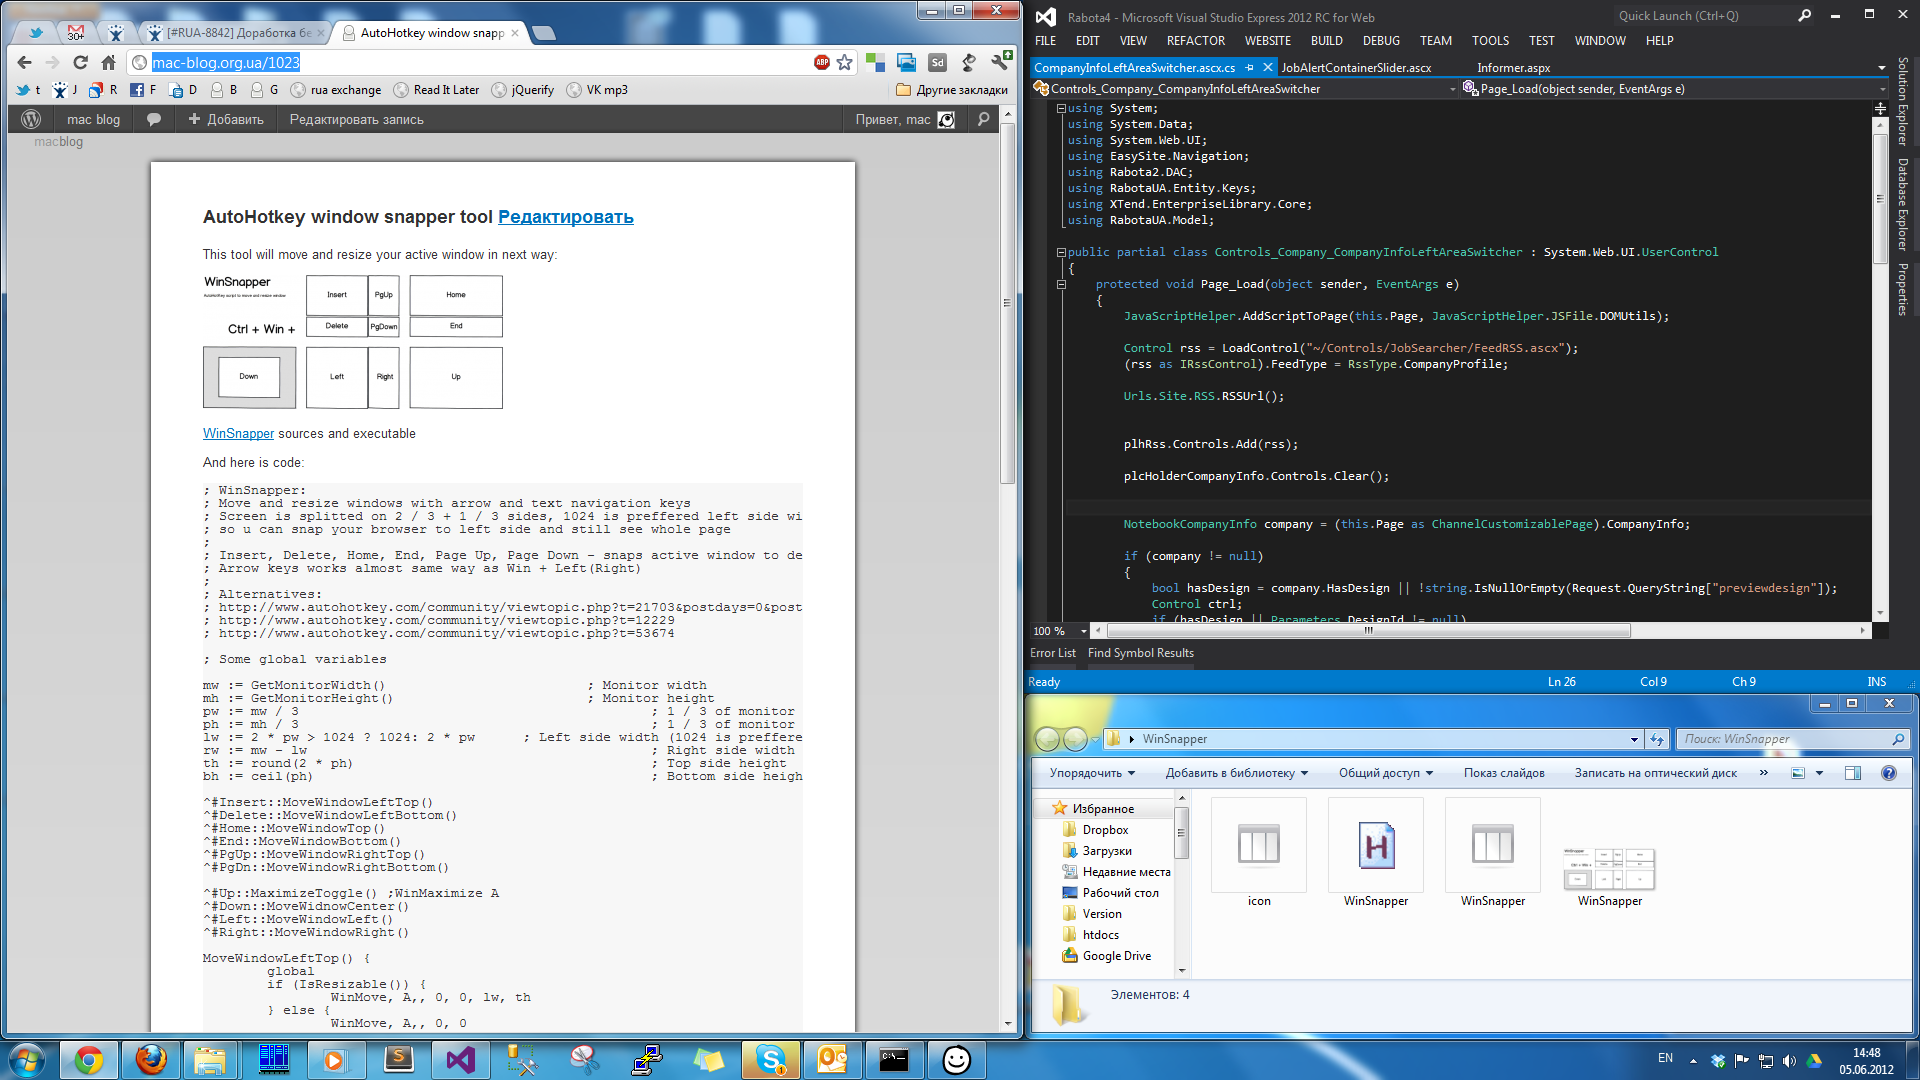 [#RUA-8842] Доработка бе
AutoHotkey window snapp
mac-blog.org.ua/1023
ABP
Sd
30+
t
J
R
F
D
B
G
rua exchange
Read It Later
jQuerify
VK mp3
Другие закладки
mac blog
Добавить
Редактировать запись
Привет, mac
macblog
AutoHotkey window snapper tool Редактировать
This tool will move and resize your active window in next way:
WinSnapper
AutoHotkey script to move and resize window
Ctrl + Win +
Insert
PgUp
Home
Delete
PgDown
End
Down
Left
Right
Up
WinSnapper sources and executable
And here is code:
; WinSnapper:
; Move and resize windows with arrow and text navigation keys
; Screen is splitted on 2 / 3 + 1 / 3 sides, 1024 is preffered left side wi
; so u can snap your browser to left side and still see whole page
;
; Insert, Delete, Home, End, Page Up, Page Down - snaps active window to de
; Arrow keys works almost same way as Win + Left(Right)
;
; Alternatives:
; http://www.autohotkey.com/community/viewtopic.php?t=21703&postdays=0&post
; http://www.autohotkey.com/community/viewtopic.php?t=12229
; http://www.autohotkey.com/community/viewtopic.php?t=53674
; Some global variables
mw := GetMonitorWidth() ; Monitor width
mh := GetMonitorHeight() ; Monitor height
pw := mw / 3 ; 1 / 3 of monitor
ph := mh / 3 ; 1 / 3 of monitor
lw := 2 * pw > 1024 ? 1024: 2 * pw ; Left side width (1024 is preffere
rw := mw - lw ; Right side width
th := round(2 * ph) ; Top side height
bh := ceil(ph) ; Bottom side heigh
^#Insert::MoveWindowLeftTop()
^#Delete::MoveWindowLeftBottom()
^#Home::MoveWindowTop()
^#End::MoveWindowBottom()
^#PgUp::MoveWindowRightTop()
^#PgDn::MoveWindowRightBottom()
^#Up::MaximizeToggle() ;WinMaximize A
^#Down::MoveWidnowCenter()
^#Left::MoveWindowLeft()
^#Right::MoveWindowRight()
MoveWindowLeftTop() {
global
if (IsResizable()) {
WinMove, A,, 0, 0, lw, th
} else {
WinMove, A,, 0, 0
Rabota4 - Microsoft Visual Studio Express 2012 RC for Web
Quick Launch (Ctrl+Q)
FILE EDIT VIEW REFACTOR WEBSITE BUILD DEBUG TEAM TOOLS TEST WINDOW HELP
CompanyInfoLeftAreaSwitcher.ascx.cs
JobAlertContainerSlider.ascx
Informer.aspx
Controls_Company_CompanyInfoLeftAreaSwitcher
Page_Load(object sender, EventArgs e)
using System;
using System.Data;
using System.Web.UI;
using EasySite.Navigation;
using Rabota2.DAC;
using RabotaUA.Entity.Keys;
using XTend.EnterpriseLibrary.Core;
using RabotaUA.Model;
public partial class Controls_Company_CompanyInfoLeftAreaSwitcher : System.Web.UI.UserControl
{
protected void Page_Load(object sender, EventArgs e)
{
JavaScriptHelper.AddScriptToPage(this.Page, JavaScriptHelper.JSFile.DOMUtils);
Control rss = LoadControl("~/Controls/JobSearcher/FeedRSS.ascx");
(rss as IRssControl).FeedType = RssType.CompanyProfile;
Urls.Site.RSS.RSSUrl();
plhRss.Controls.Add(rss);
plcHolderCompanyInfo.Controls.Clear();
NotebookCompanyInfo company = (this.Page as ChannelCustomizablePage).CompanyInfo;
if (company != null)
{
bool hasDesign = company.HasDesign || !string.IsNullOrEmpty(Request.QueryString["previewdesign"]);
Control ctrl;
if (hasDesign || Parameters.DesignId != null)
100 %
Error List
Find Symbol Results
Ready
Ln 26
Col 9
Ch 9
INS
Solution Explorer
Database Explorer
Properties
WinSnapper
Поиск: WinSnapper
Упорядочить
Добавить в библиотеку
Общий доступ
Показ слайдов
Записать на оптический диск
»
Избранное
Dropbox
Загрузки
Недавние места
Рабочий стол
Version
htdocs
Google Drive
icon
WinSnapper
WinSnapper
WinSnapper
Элементов: 4
EN
14:48
05.06.2012